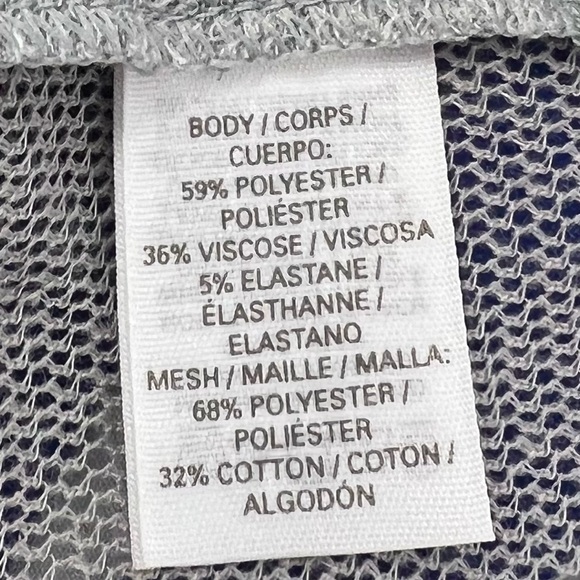 BODY / CORPS /
CUERPO:
59% POLYESTER /
POLIÉSTER
36% VISCOSE / VISCOSA
5% ELASTANE /
ÉLASTHANNE /
ELASTANO
MESH / MAILLE / MALLA:
68% POLYESTER /
POLIÉSTER
32% COTTON / COTON /
ALGODÓN